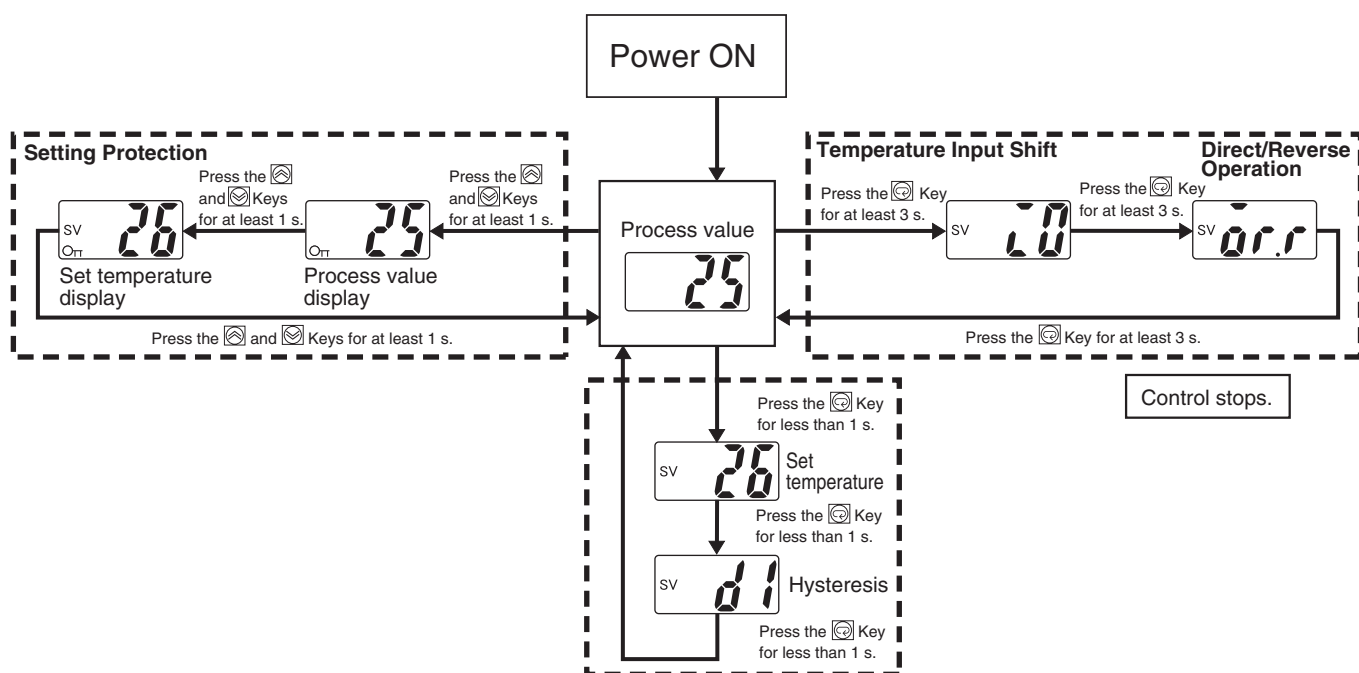 Power ON
Setting Protection
Press the
and Keys
for at least 1 s.
Press the
and Keys
for at least 1 s.
SV 26
25
Set temperature
display
Process value
display
Press the and Keys for at least 1 s.
Process value
25
Temperature Input Shift
Direct/Reverse
Operation
Press the Key
for at least 3 s.
Press the Key
for at least 3 s.
SV
SV or.r
Press the Key for at least 3 s.
Control stops.
Press the Key
for less than 1 s.
SV 26
Set
temperature
Press the Key
for less than 1 s.
SV d1
Hysteresis
Press the Key
for less than 1 s.